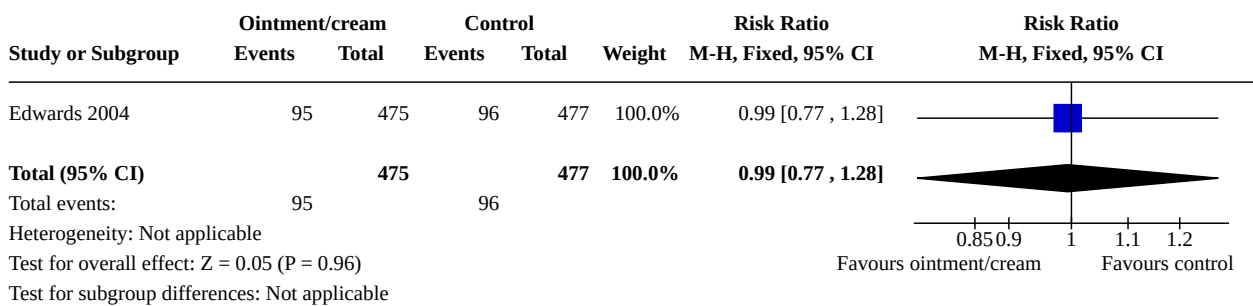 Ointment/cream Control Risk Ratio Risk Ratio
Study or Subgroup Events Total Events Total Weight M-H, Fixed, 95% CI M-H, Fixed, 95% CI
Edwards 2004 95 475 96 477 100.0% 0.99 [0.77 , 1.28]
Total (95% CI) 475 477 100.0% 0.99 [0.77 , 1.28]
Total events: 95 96
Heterogeneity: Not applicable
0.85 0.9 1 1.1 1.2
Test for overall effect: Z = 0.05 (P = 0.96)
Favours ointment/cream Favours control
Test for subgroup differences: Not applicable